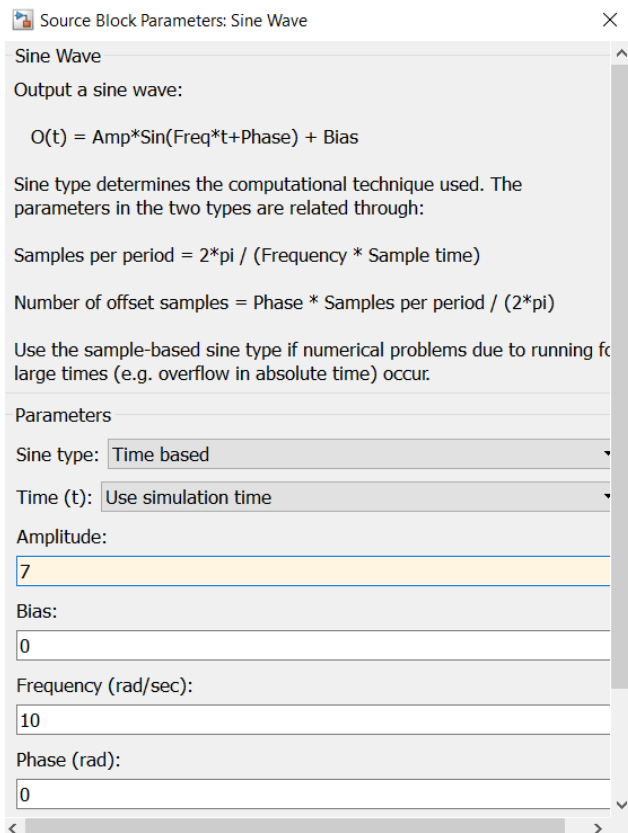 Source Block Parameters: Sine Wave
Sine Wave
Output a sine wave:
O(t) = Amp*Sin(Freq*t+Phase) + Bias
Sine type determines the computational technique used. The
parameters in the two types are related through:
Samples per period = 2*pi / (Frequency * Sample time)
Number of offset samples = Phase * Samples per period / (2*pi)
Use the sample-based sine type if numerical problems due to running fo
large times (e.g. overflow in absolute time) occur.
Parameters
Sine type: Time based
Time (t): Use simulation time
Amplitude:
7
Bias:
0
Frequency (rad/sec):
10
Phase (rad):
0